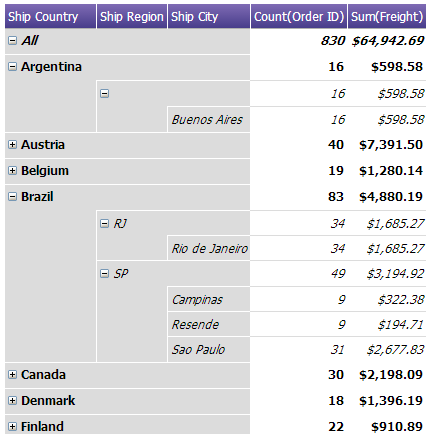 Ship Country Ship Region Ship City Count(Order ID) Sum(Freight)
All 830 $64,942.69
Argentina 16 $598.58
16 $598.58
Buenos Aires 16 $598.58
Austria 40 $7,391.50
Belgium 19 $1,280.14
Brazil 83 $4,880.19
RJ 34 $1,685.27
Rio de Janeiro 34 $1,685.27
SP 49 $3,194.92
Campinas 9 $322.38
Resende 9 $194.71
Sao Paulo 31 $2,677.83
Canada 30 $2,198.09
Denmark 18 $1,396.19
Finland 22 $910.89